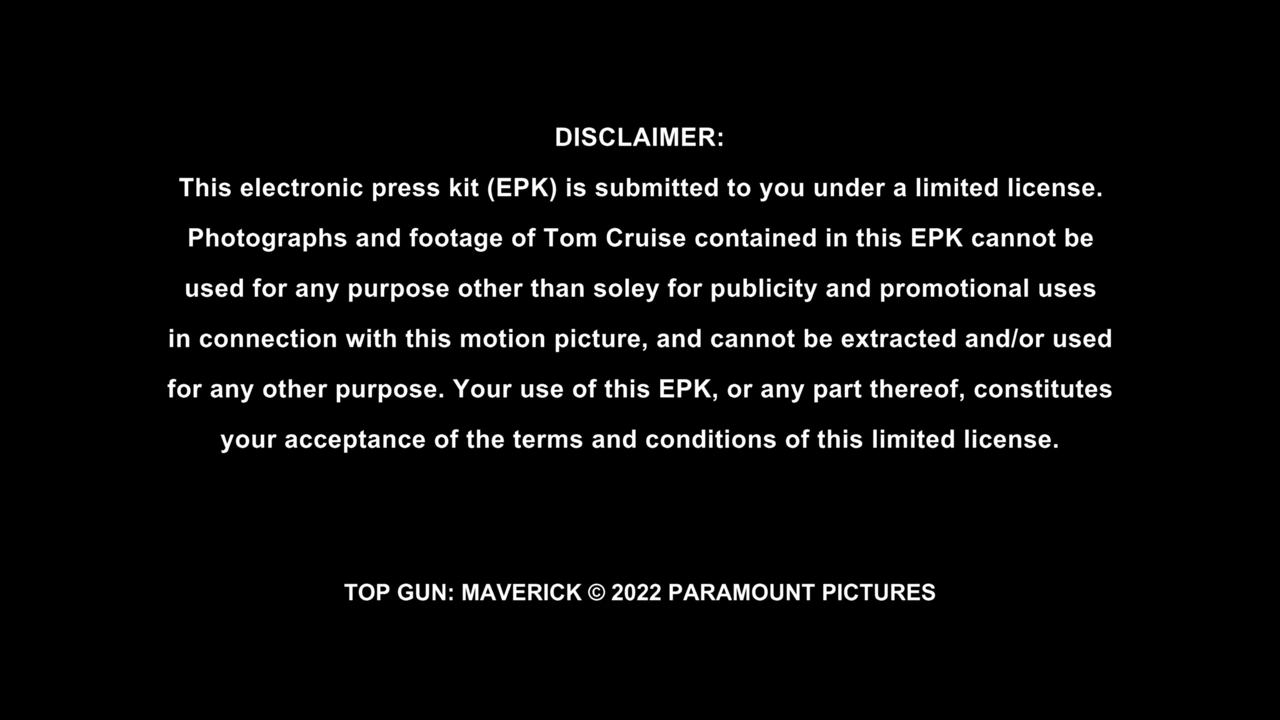 DISCLAIMER:
This electronic press kit (EPK) is submitted to you under a limited license.
Photographs and footage of Tom Cruise contained in this EPK cannot be
used for any purpose other than soley for publicity and promotional uses
in connection with this motion picture, and cannot be extracted and/or used
for any other purpose. Your use of this EPK, or any part thereof, constitutes
your acceptance of the terms and conditions of this limited license.
TOP GUN: MAVERICK © 2022 PARAMOUNT PICTURES